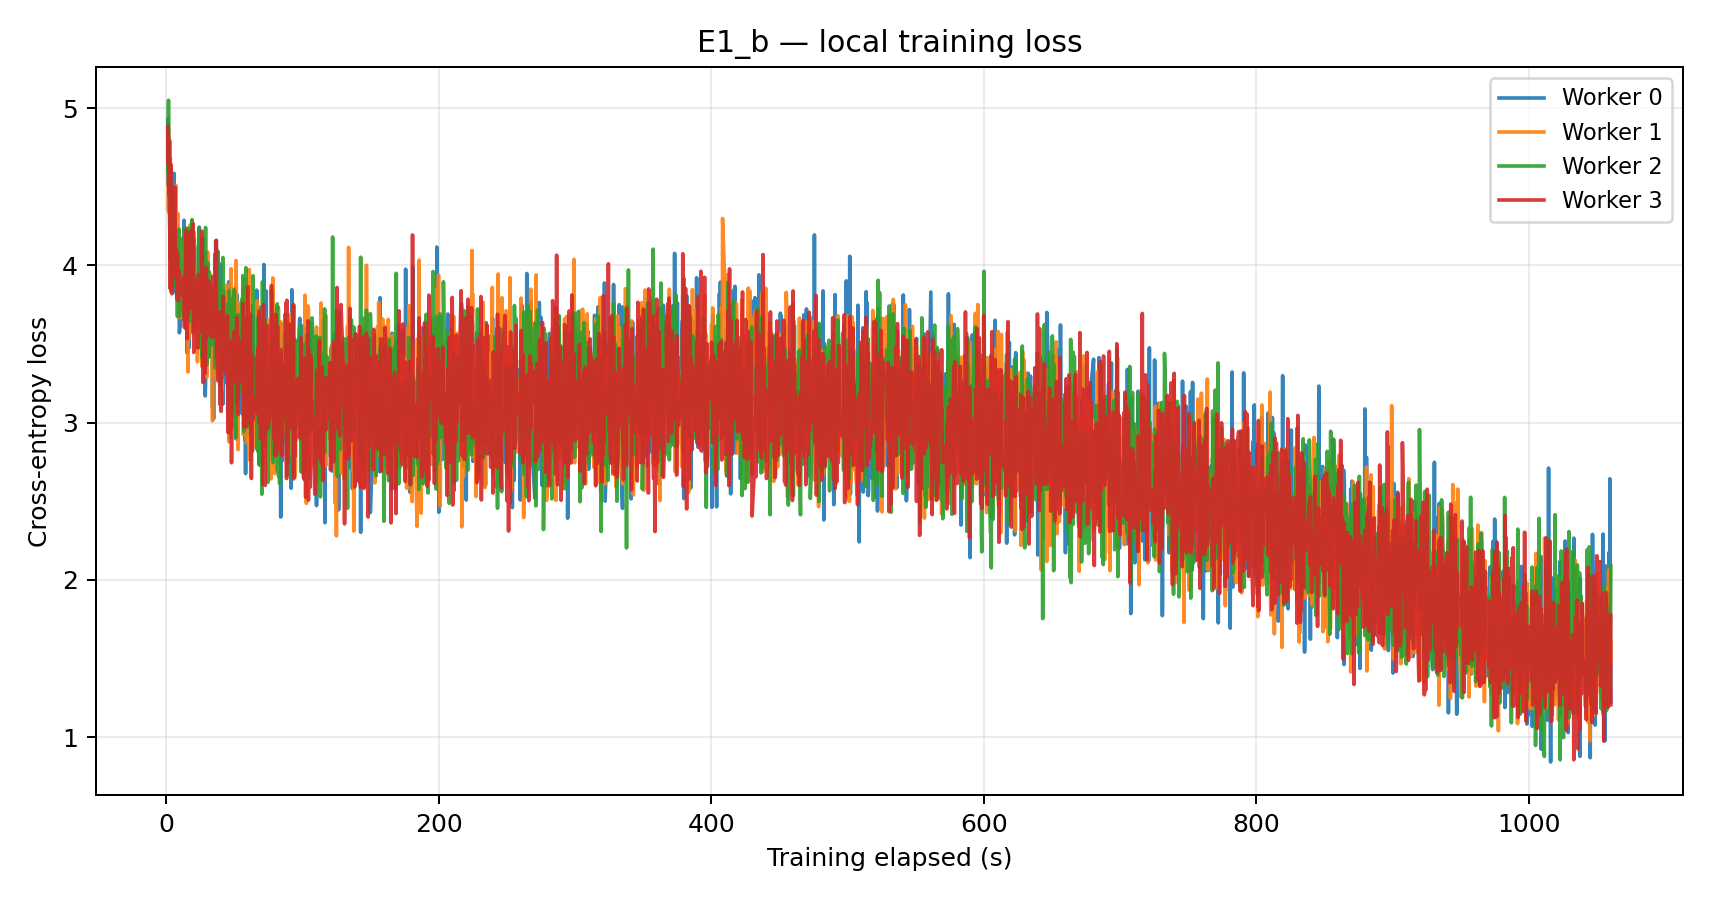 E1_b — local training loss
Worker 0
Worker 1
Worker 2
Worker 3
5
4
3
2
1
Cross-entropy loss
0 200 400 600 800 1000
Training elapsed (s)